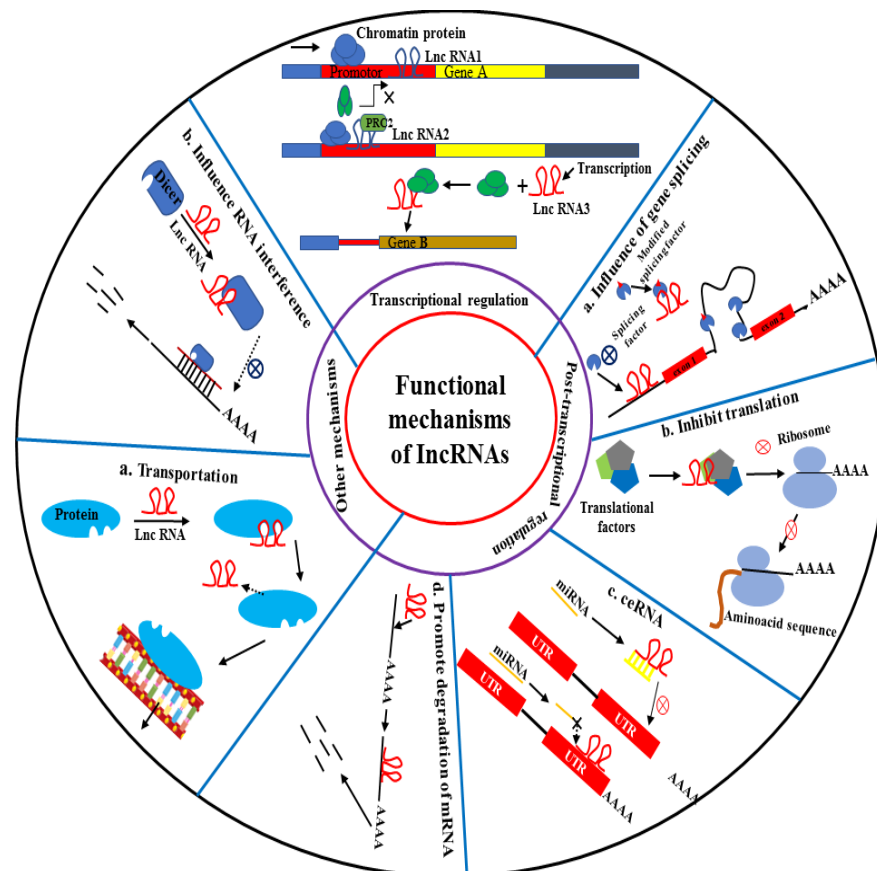 Functional
mechanisms
of lncRNAs
Transcriptional regulation
Chromatin protein
Lnc RNA1
Promotor
Gene A
X
PRC2
Lnc RNA2
Transcription
+
Lnc RNA3
Gene B
Post-transcriptional
regulation
a. Influence of gene splicing
Modified
splicing factor
Splicing
factor
exon 1
exon 2
AAAA
b. Inhibit translation
Ribosome
AAAA
Translational
factors
AAAA
Aminoacid sequence
c. ceRNA
miRNA
UTR
miRNA
UTR
UTR
UTR
X
AAAA
AAAA
d. Promote degradation of mRNA
AAAA
AAAA
Other mechanisms
a. Transportation
Protein
Lnc RNA
b. Influence RNA interference
Dicer
Lnc RNA
AAAA